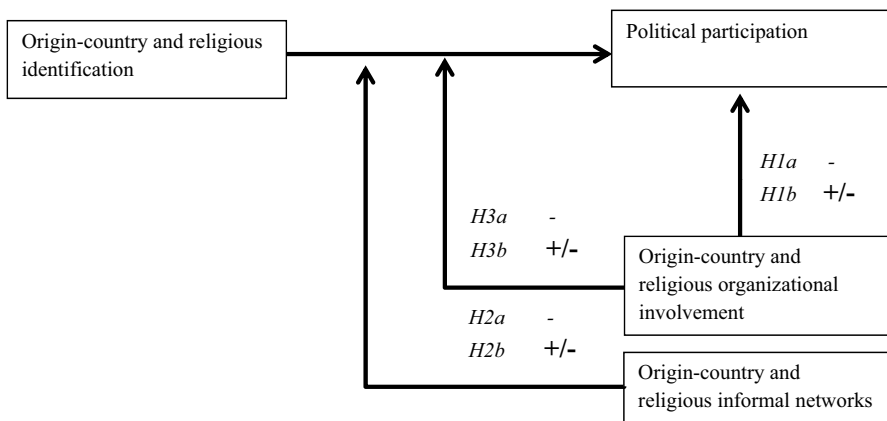 Origin-country and religious
identification
Political participation
H1a -
H1b +/-
H3a -
H3b +/-
Origin-country and
religious organizational
involvement
H2a -
H2b +/-
Origin-country and
religious informal networks